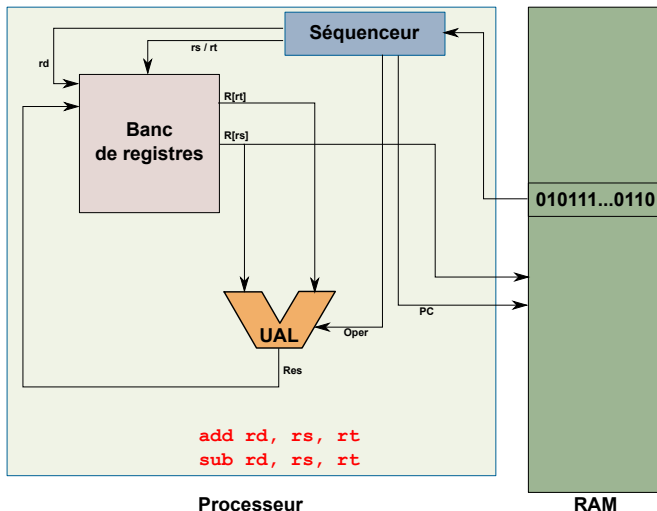 Séquenceur
rd
rs / rt
R[rt]
Banc
de registres
R[rs]
010111...0110
PC
UAL
Oper
Res
add rd, rs, rt
sub rd, rs, rt
Processeur
RAM